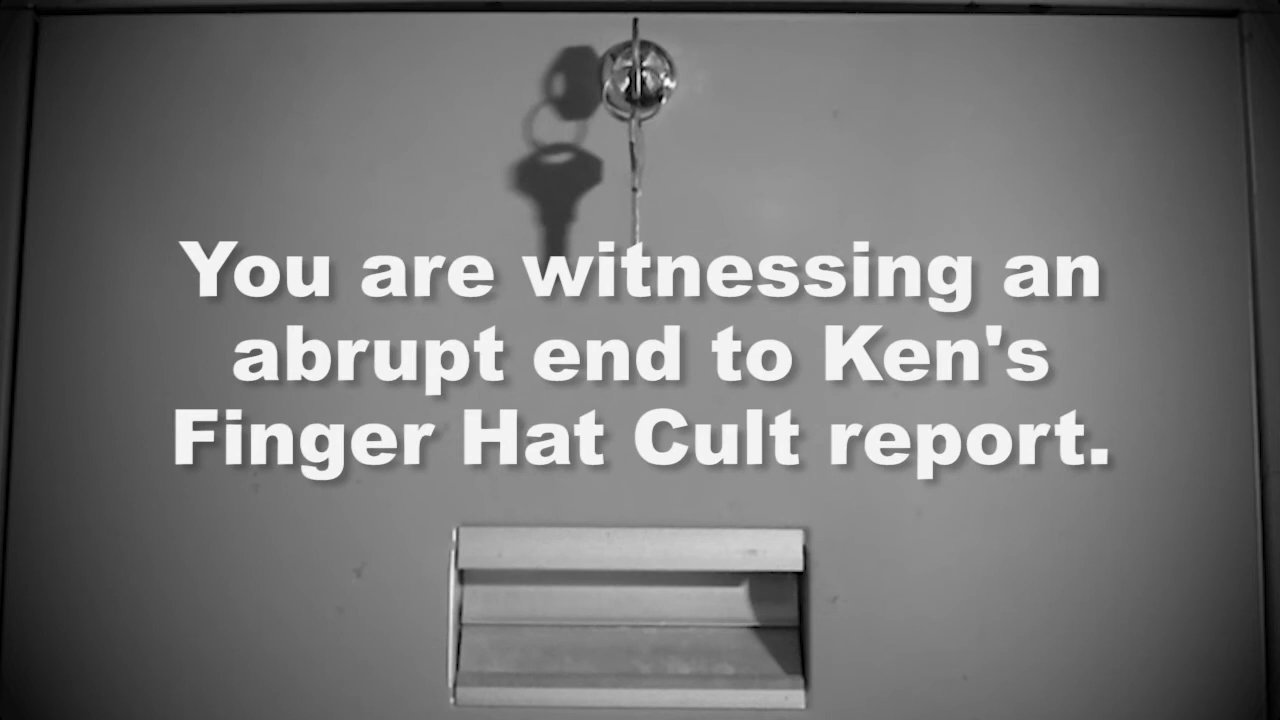 You are witnessing an
abrupt end to Ken's
Finger Hat Cult report.